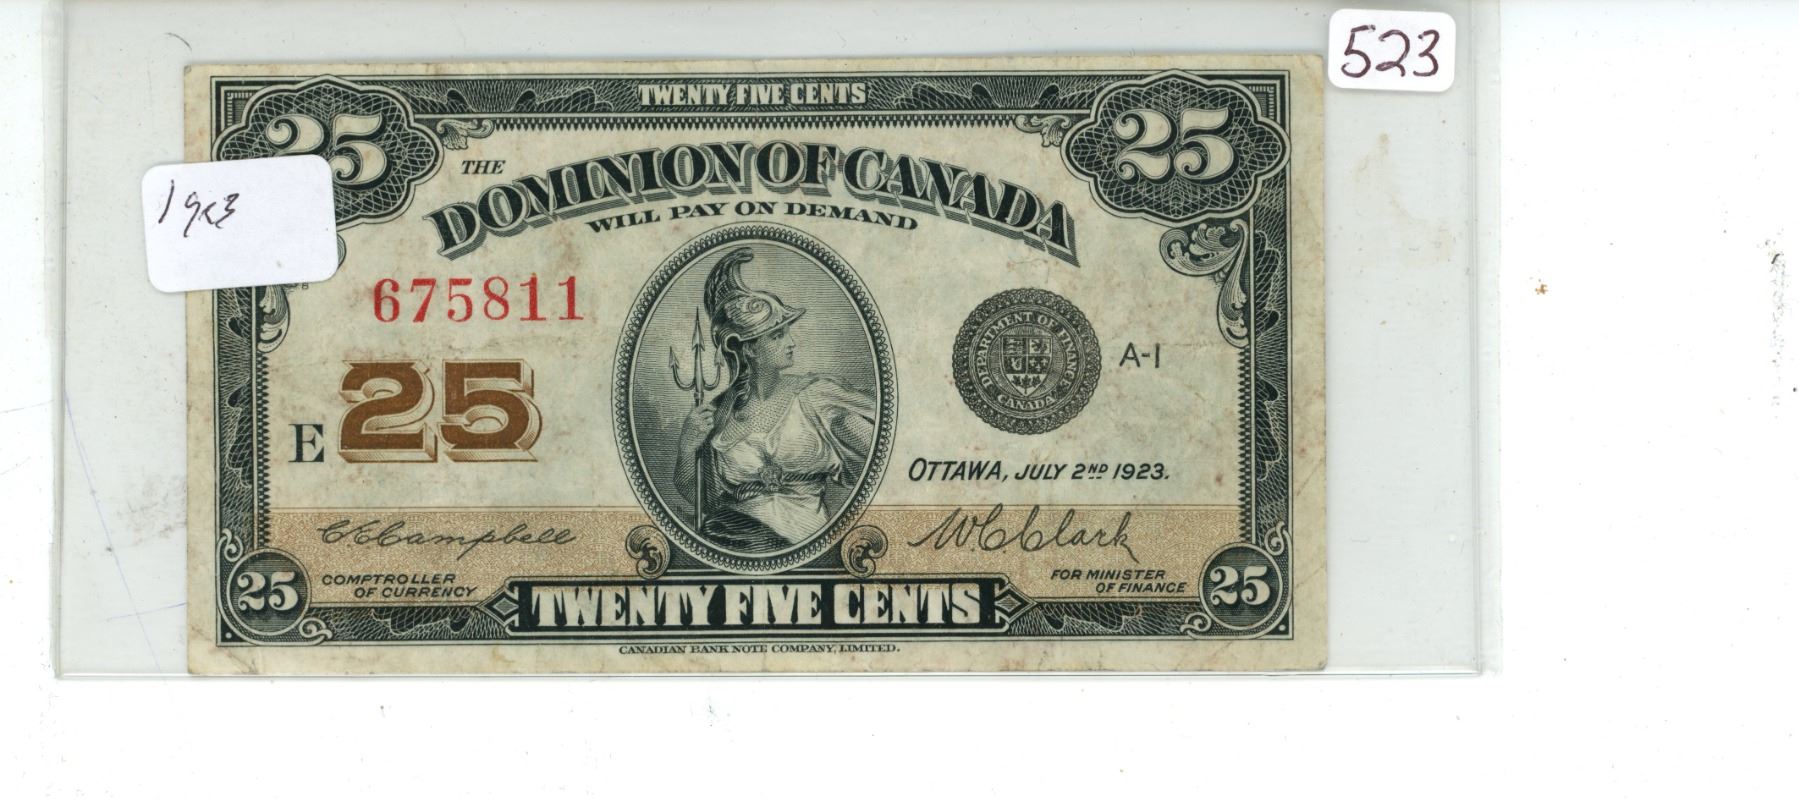 523
TWENTY FIVE CENTS
25 25
THE
DOMINION OF CANADA
WILL PAY ON DEMAND
675811
DEPARTMENT OF FINANCE
CANADA
A-1
E 25
OTTAWA, JULY 2ND 1923.
C.E. Campbell W.C. Clark
COMPTROLLER
OF CURRENCY
FOR MINISTER
OF FINANCE
25 TWENTY FIVE CENTS 25
CANADIAN BANK NOTE COMPANY, LIMITED.